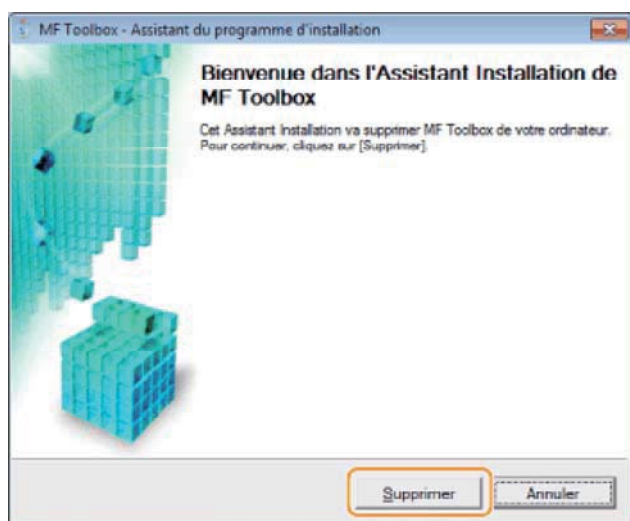 MF Toolbox - Assistant du programme d'installation
Bienvenue dans l'Assistant Installation de
MF Toolbox
Cet Assistant Installation va supprimer MF Toolbox de votre ordinateur.
Pour continuer, cliquez sur [Supprimer].
Supprimer
Annuler